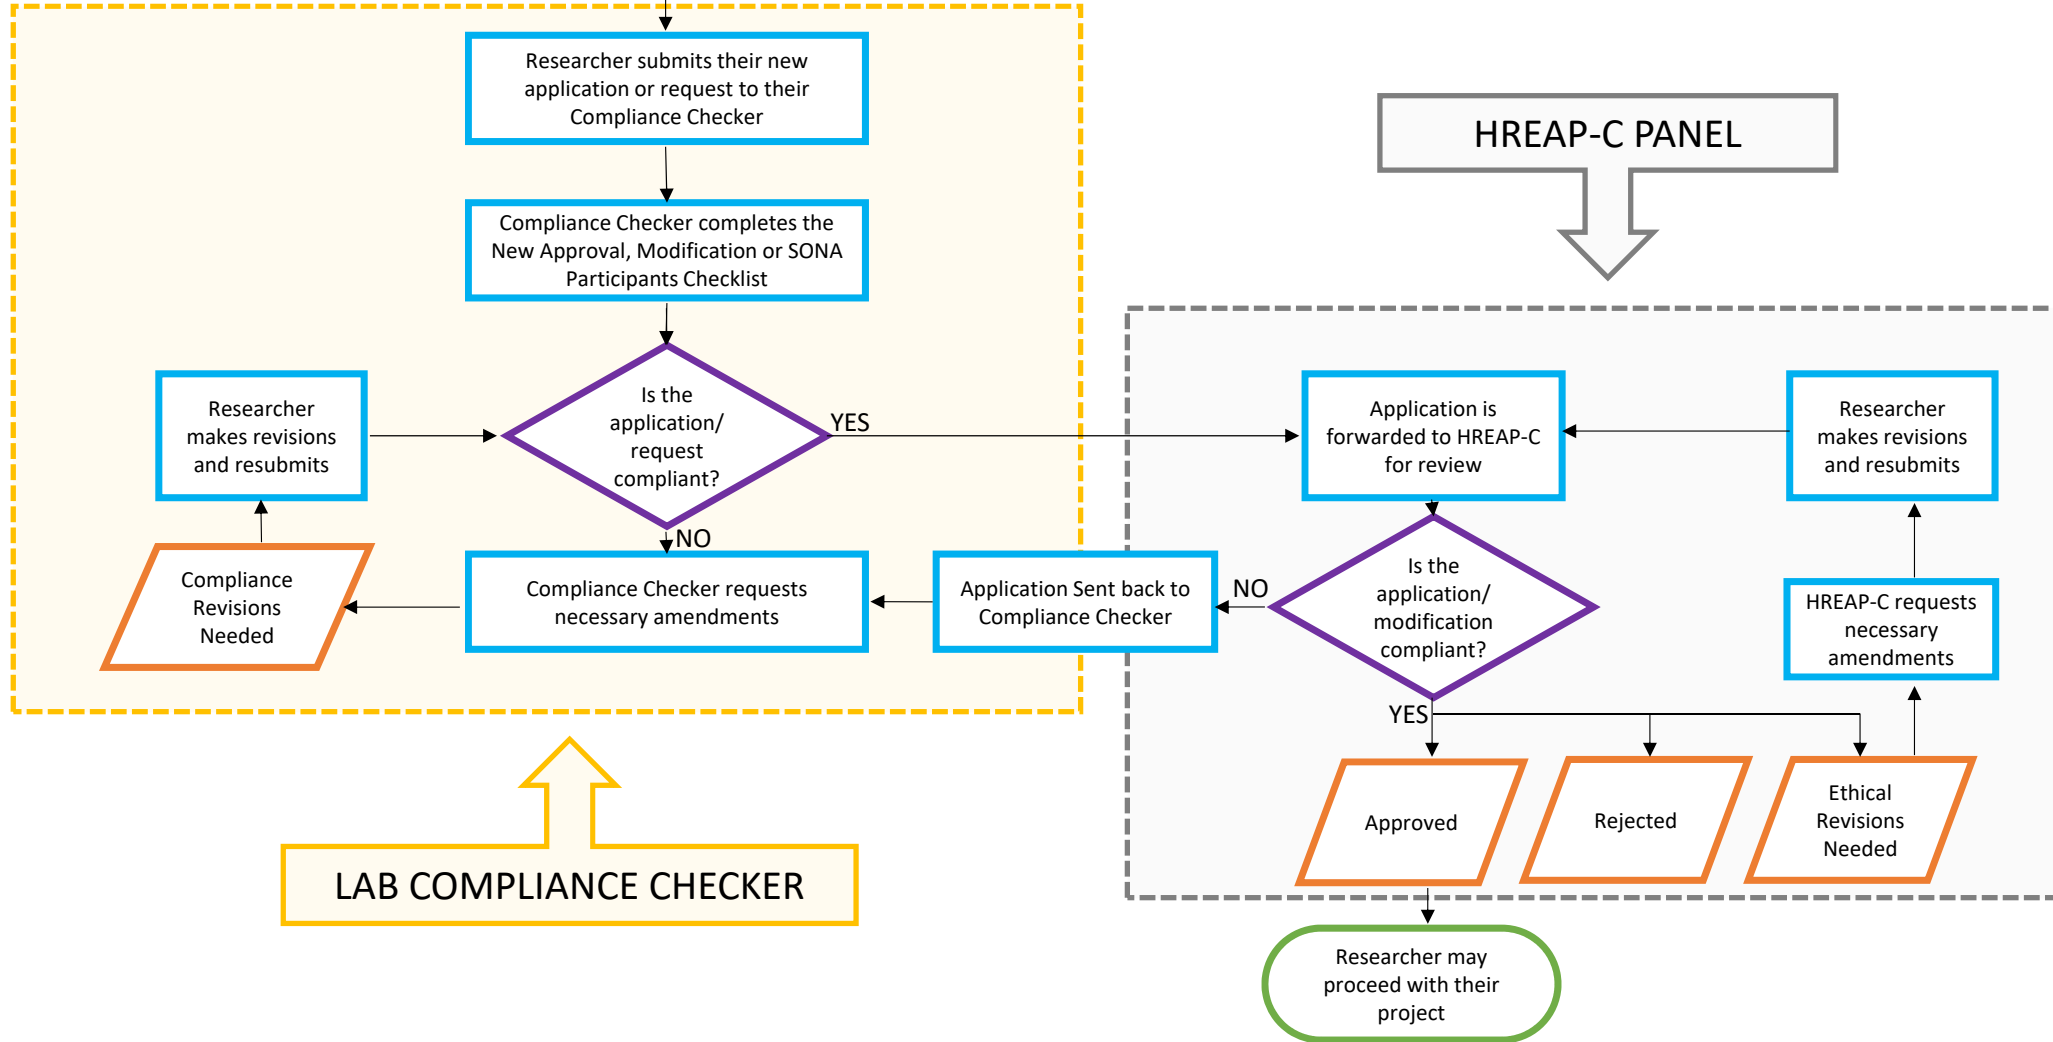 Researcher submits their new
application or request to their
Compliance Checker
HREAP-C PANEL
Compliance Checker completes the
New Approval, Modification or SONA
Participants Checklist
Is the
application/
request
compliant?
YES
NO
Researcher
makes revisions
and resubmits
Compliance
Revisions
Needed
Compliance Checker requests
necessary amendments
Application Sent back to
Compliance Checker
Application is
forwarded to HREAP-C
for review
Researcher
makes revisions
and resubmits
Is the
application/
modification
compliant?
NO
YES
HREAP-C requests
necessary
amendments
Approved
Rejected
Ethical
Revisions
Needed
LAB COMPLIANCE CHECKER
Researcher may
proceed with their
project